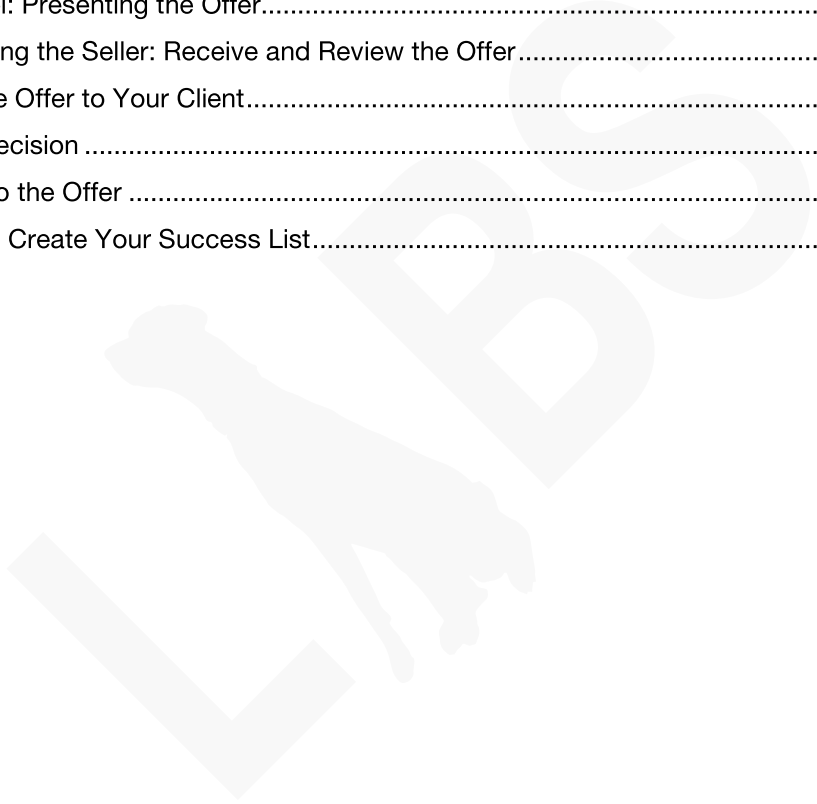 l: Presenting the Offer..............................................................................
ng the Seller: Receive and Review the Offer..........................................
e Offer to Your Client................................................................................
ecision ......................................................................................................
o the Offer ................................................................................................
Create Your Success List.......................................................................
LABS